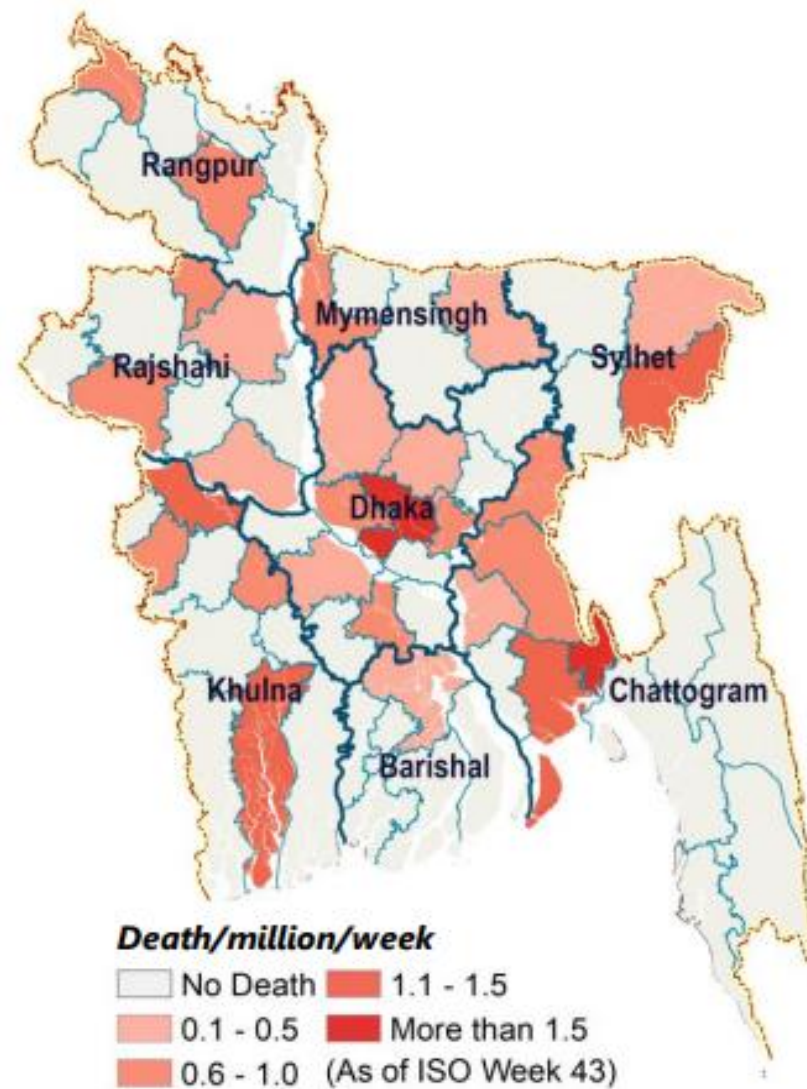 Rangpur
Mymensingh
Rajshahi
Sylhet
Dhaka
Khulna
Chattogram
Barishal
Death/million/week
No Death 1.1 - 1.5
0.1 - 0.5 More than 1.5
0.6 - 1.0 (As of ISO Week 43)